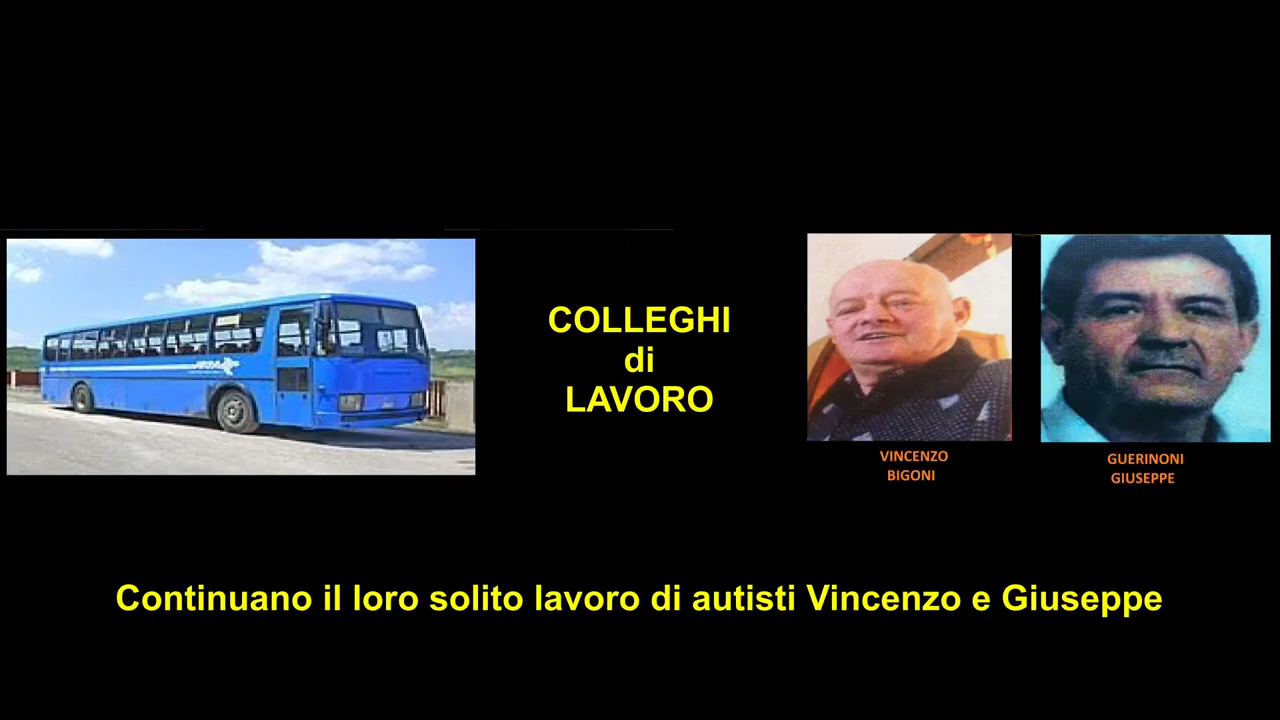 COLLEGHI
di
LAVORO
VINCENZO
BIGONI
GUERINONI
GIUSEPPE
Continuano il loro solito lavoro di autisti Vincenzo e Giuseppe